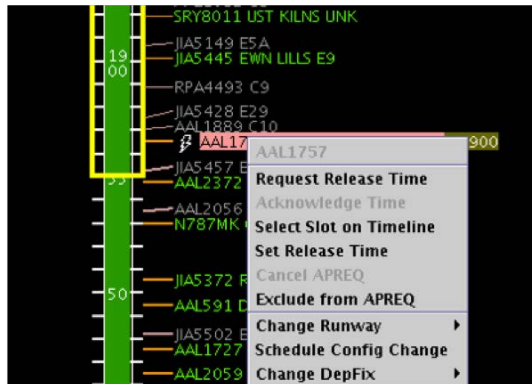 SRY8011 UST KILNS UNK
JIA5149 E5A
19
00
JIA5445 EWN LILLS E9
RPA4493 C9
JIA5428 E29
AAL1889 C10
AAL17
900
AAL1757
JIA5457 E
AAL2372
Request Release Time
Acknowledge Time
AAL2056
Select Slot on Timeline
N787MK
Set Release Time
Cancel APREQ
JIA5372 R
50
Exclude from APREQ
AAL591 D
Change Runway
JIA5502 E
AAL1727
Schedule Config Change
AAL2059
Change DepFix